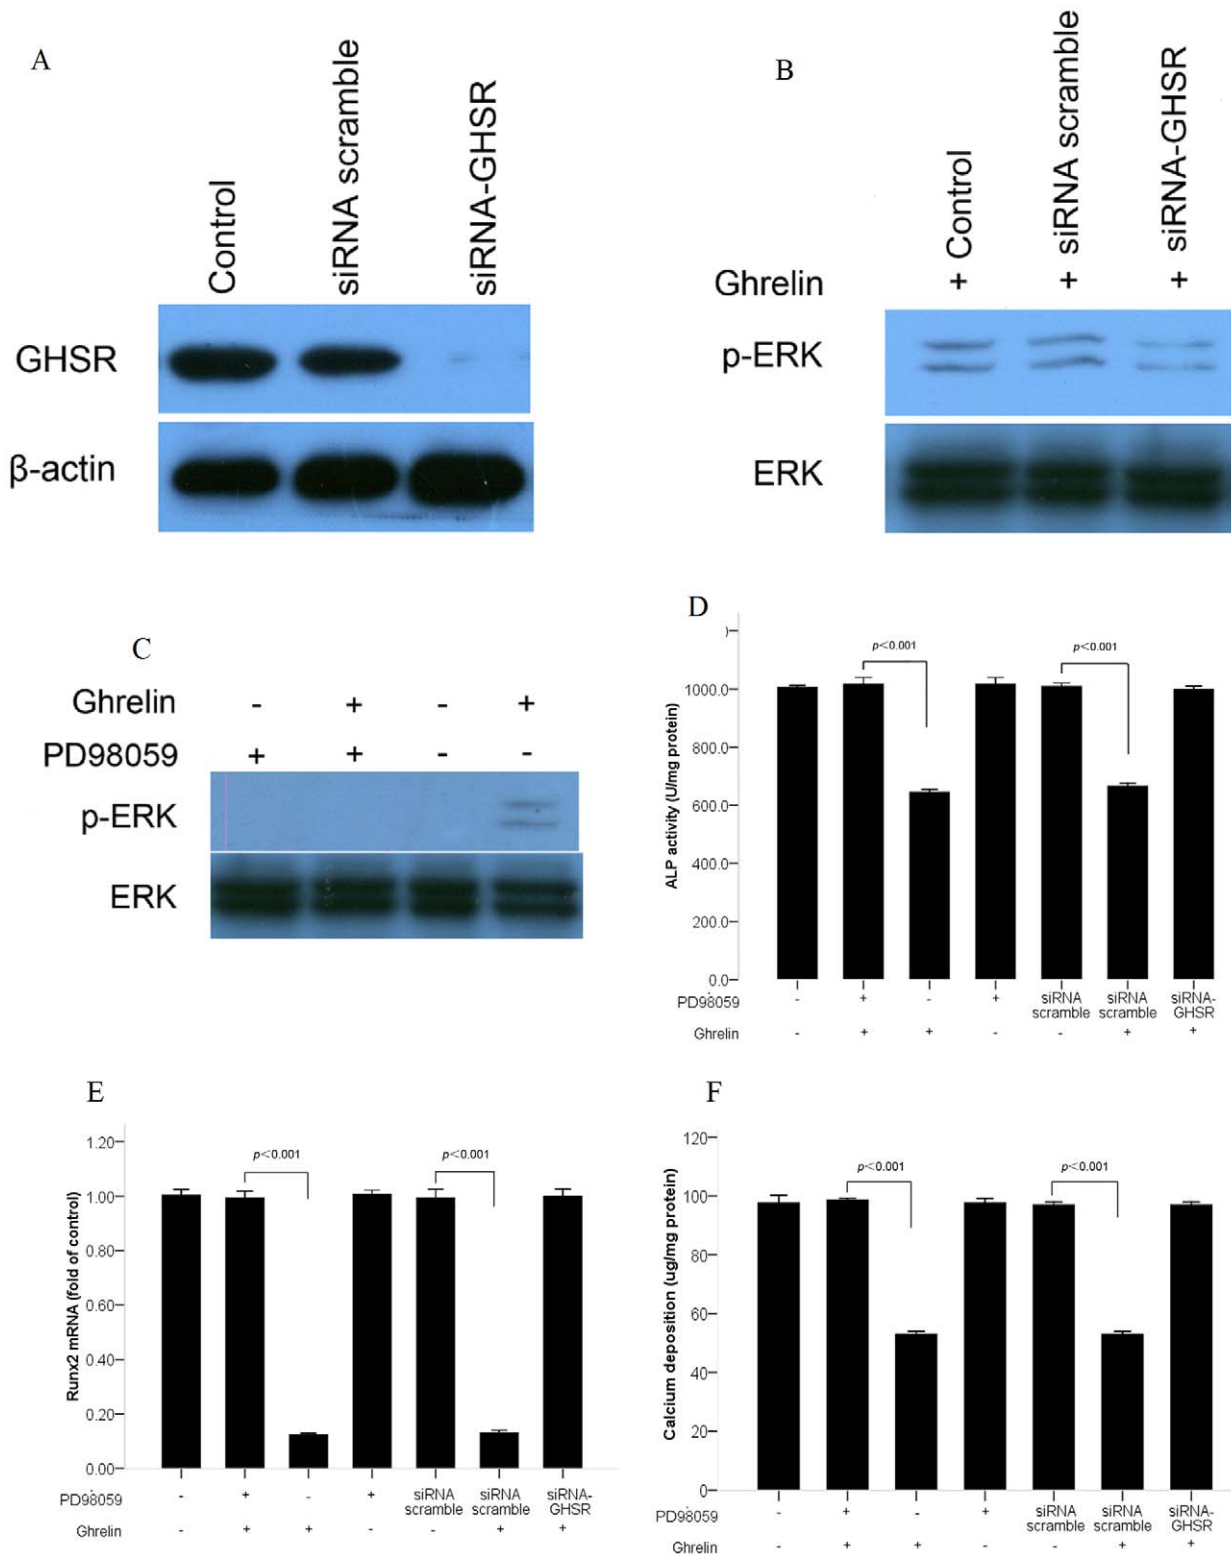 A
Control
siRNA scramble
siRNA-GHSR
GHSR
β-actin
B
Ghrelin
+ Control
+ siRNA scramble
+ siRNA-GHSR
p-ERK
ERK
C
Ghrelin - + - +
PD98059 + + - -
p-ERK
ERK
D
ALP activity (U/mg protein)
p<0.001
p<0.001
1000.0
800.0
600.0
400.0
200.0
0.0
PD98059 - + - + siRNA scramble siRNA scramble siRNA-GHSR
Ghrelin - + + - - + +
E
Runx2 mRNA (fold of control)
p<0.001
p<0.001
1.20
1.00
0.80
0.60
0.40
0.20
0.00
PD98059 - + - + siRNA scramble siRNA scramble siRNA-GHSR
Ghrelin - + + - - + +
F
Calcium deposition (ug/mg protein)
p<0.001
p<0.001
120
100
80
60
40
20
0
PD98059 - + - + siRNA scramble siRNA scramble siRNA-GHSR
Ghrelin - + + - - + +